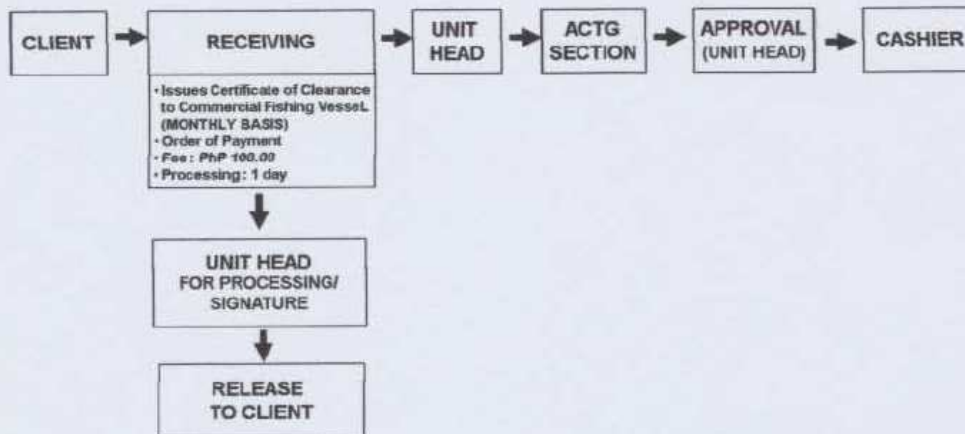 CLIENT
RECEIVING
• Issues Certificate of Clearance
to Commercial Fishing Vessel
(MONTHLY BASIS)
• Order of Payment
• Fee: PhP 100.00
• Processing: 1 day
UNIT
HEAD
ACTG
SECTION
APPROVAL
(UNIT HEAD)
CASHIER
UNIT HEAD
FOR PROCESSING/
SIGNATURE
RELEASE
TO CLIENT